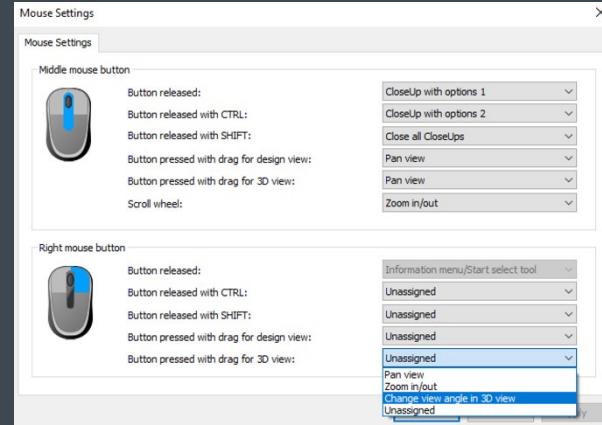 Mouse Settings
Mouse Settings
Middle mouse button
Button released: CloseUp with options 1
Button released with CTRL: CloseUp with options 2
Button released with SHIFT: Close all CloseUps
Button pressed with drag for design view: Pan view
Button pressed with drag for 3D view: Pan view
Scroll wheel: Zoom in/out
Right mouse button
Button released: Information menu/Start select tool
Button released with CTRL: Unassigned
Button released with SHIFT: Unassigned
Button pressed with drag for design view: Unassigned
Button pressed with drag for 3D view: Unassigned
Pan view
Zoom in/out
Change view angle in 3D view
Unassigned